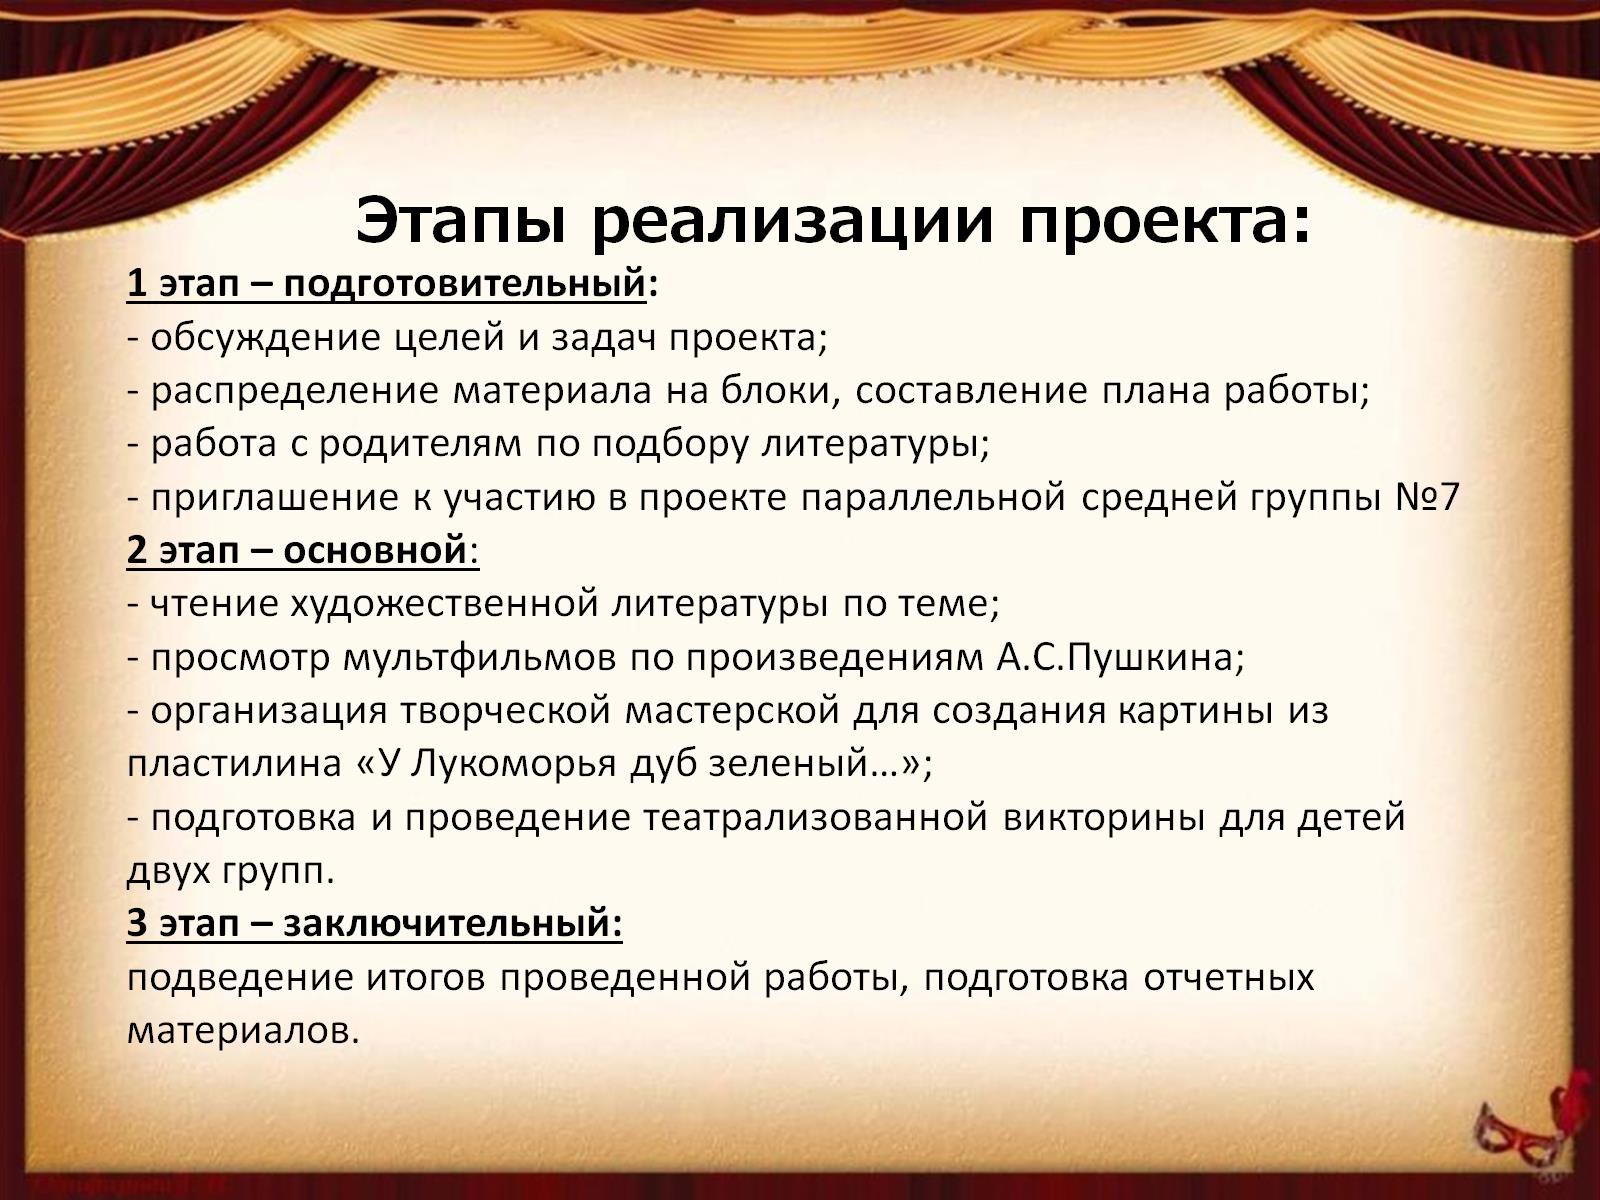 Этапы реализации проекта:
1 этап – подготовительный:
- обсуждение целей и задач проекта;
- распределение материала на блоки, составление плана работы;
- работа с родителям по подбору литературы;
- приглашение к участию в проекте параллельной средней группы №7
2 этап – основной:
- чтение художественной литературы по теме;
- просмотр мультфильмов по произведениям А.С.Пушкина;
- организация творческой мастерской для создания картины из
пластилина «У Лукоморья дуб зеленый…»;
- подготовка и проведение театрализованной викторины для детей
двух групп.
3 этап – заключительный:
подведение итогов проведенной работы, подготовка отчетных
материалов.